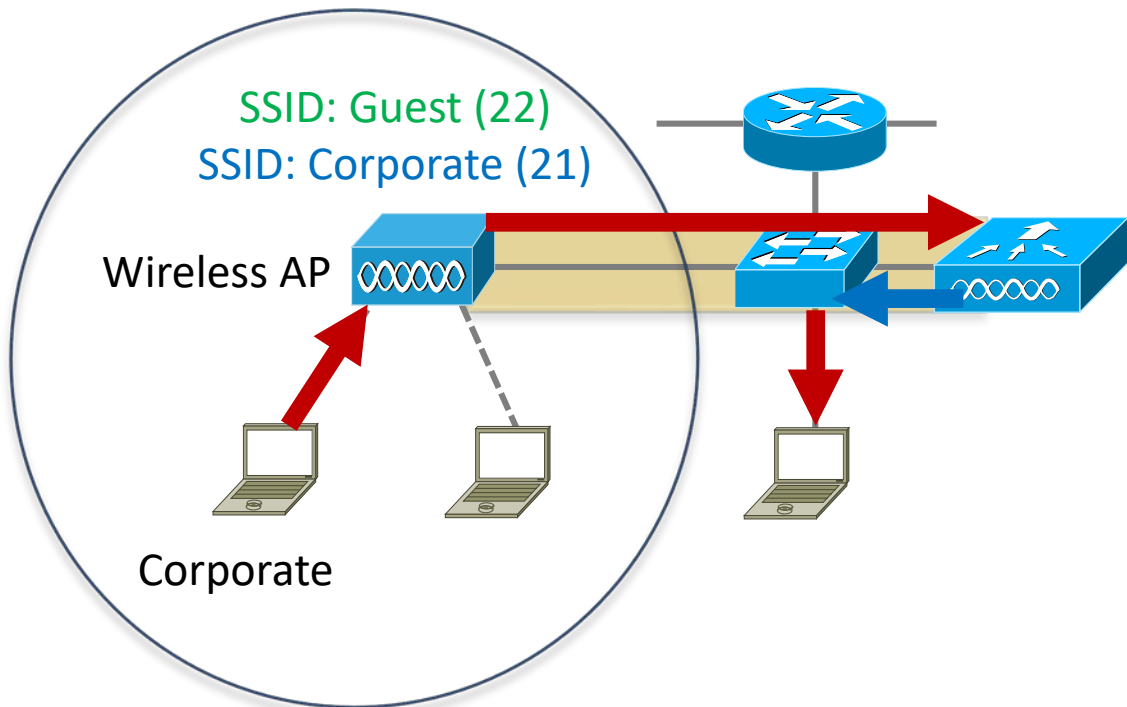 SSID: Guest (22)
SSID: Corporate (21)
Wireless AP
Corporate